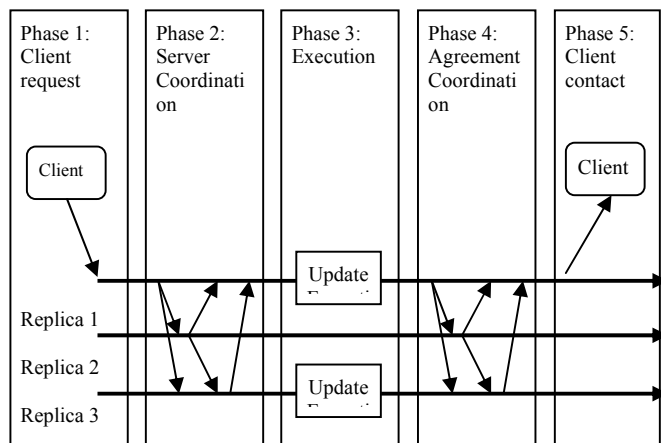 Phase 1:
Client
request
Phase 2:
Server
Coordinati
on
Phase 3:
Execution
Phase 4:
Agreement
Coordinati
on
Phase 5:
Client
contact
Client
Client
Update
Replica 1
Replica 2
Update
Replica 3